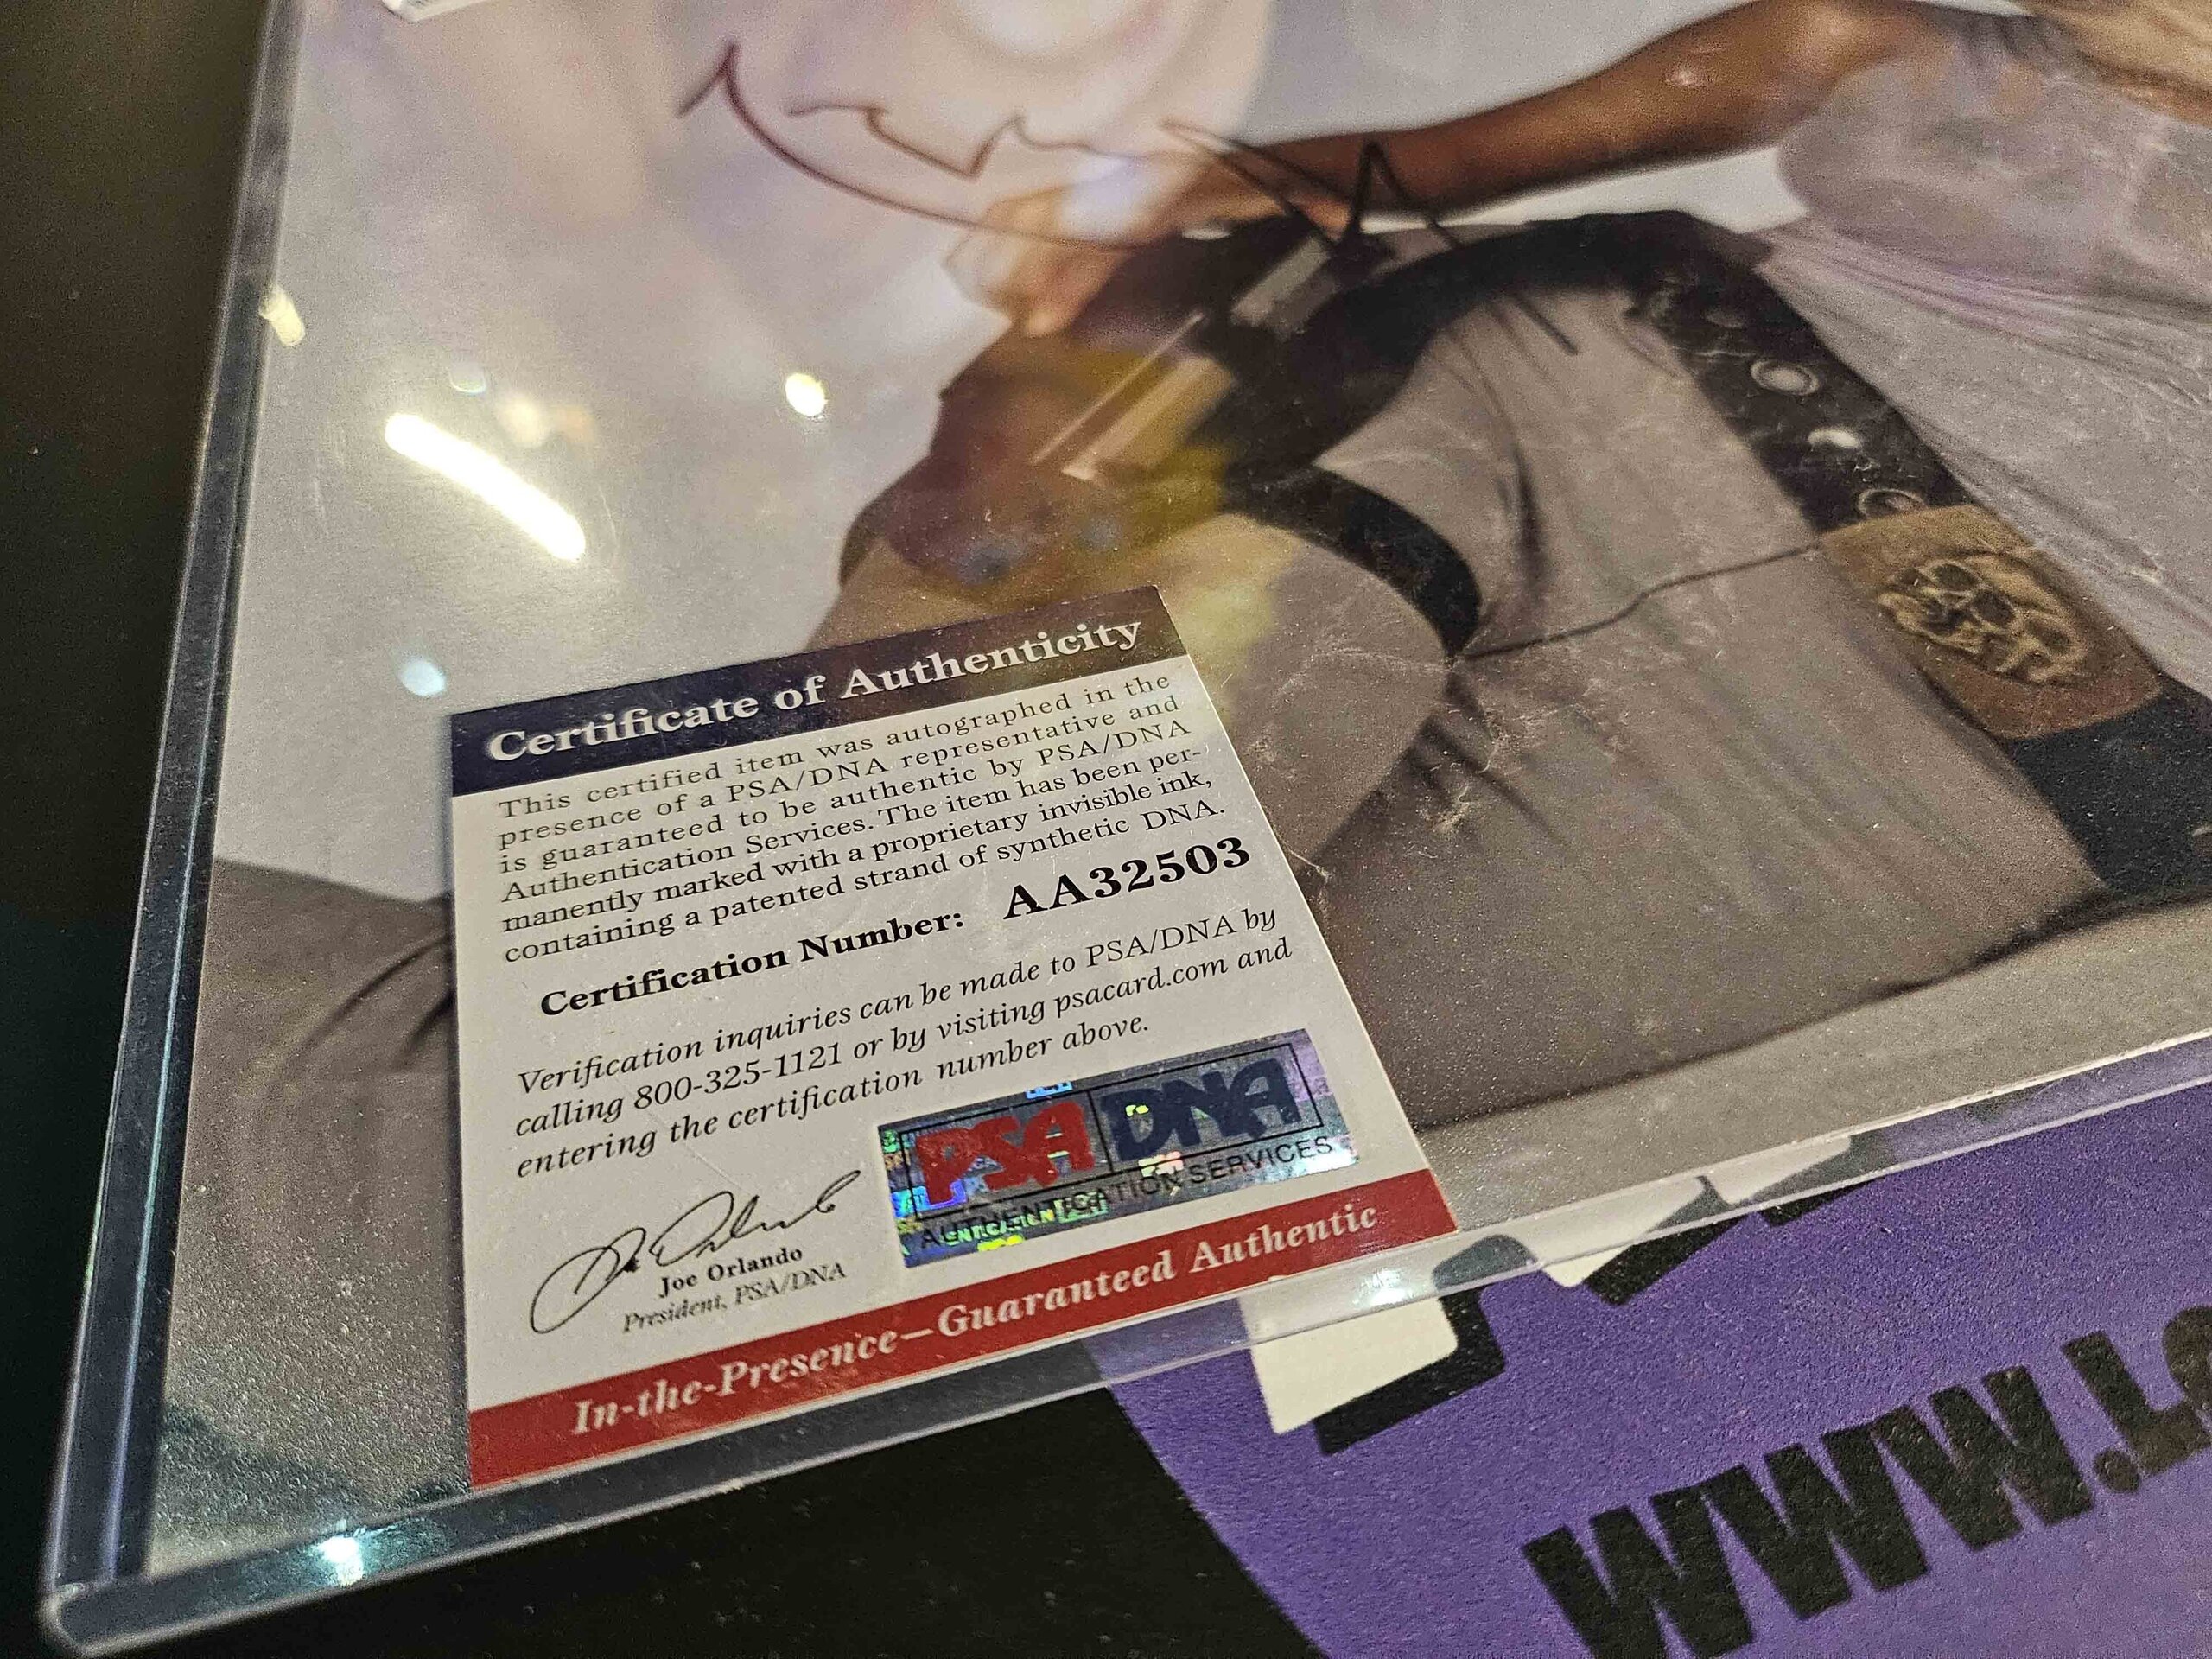 Certificate of Authenticity
This certified item was autographed in the
presence of a PSA/DNA representative and
is guaranteed to be authentic by PSA/DNA
Authentication Services. The item has been per-
manently marked with a proprietary invisible ink,
containing a patented strand of synthetic DNA.
Certification Number: AA32503
Verification inquiries can be made to PSA/DNA by
calling 800-325-1121 or by visiting psacard.com and
entering the certification number above.
PSA DNA
AUTHENTICATION SERVICES
Joe Orlando
President, PSA/DNA
In-the-Presence—Guaranteed Authentic